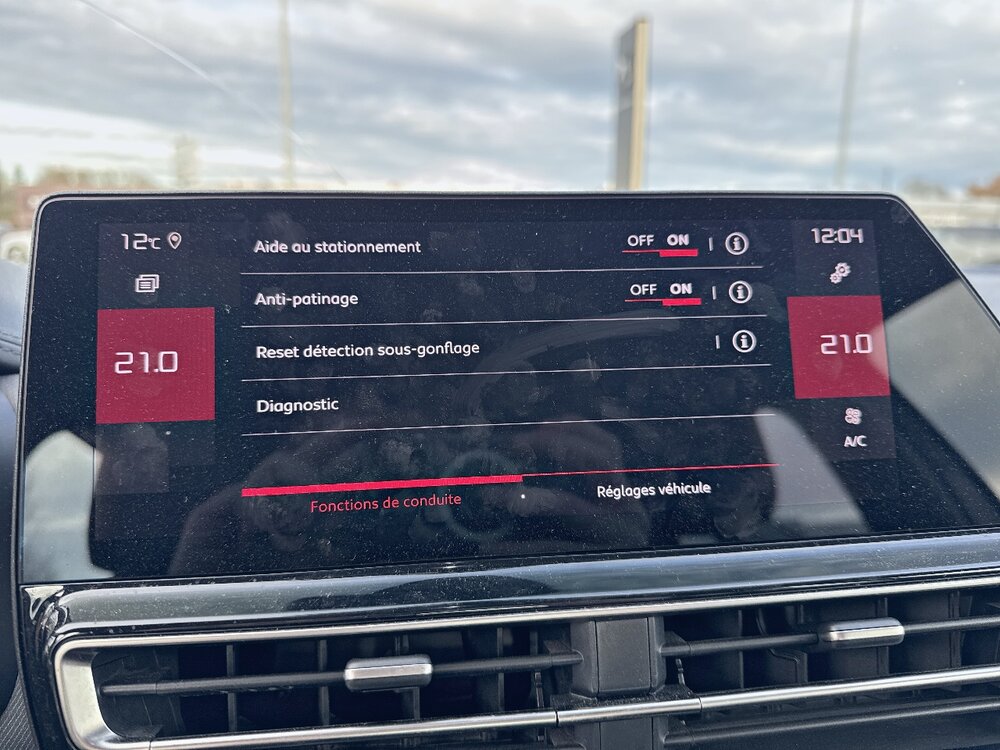 12°C
12:04
Aide au stationnement OFF ON
Anti-patinage OFF ON
21.0
21.0
Reset détection sous-gonflage
Diagnostic
A/C
Fonctions de conduite Réglages véhicule